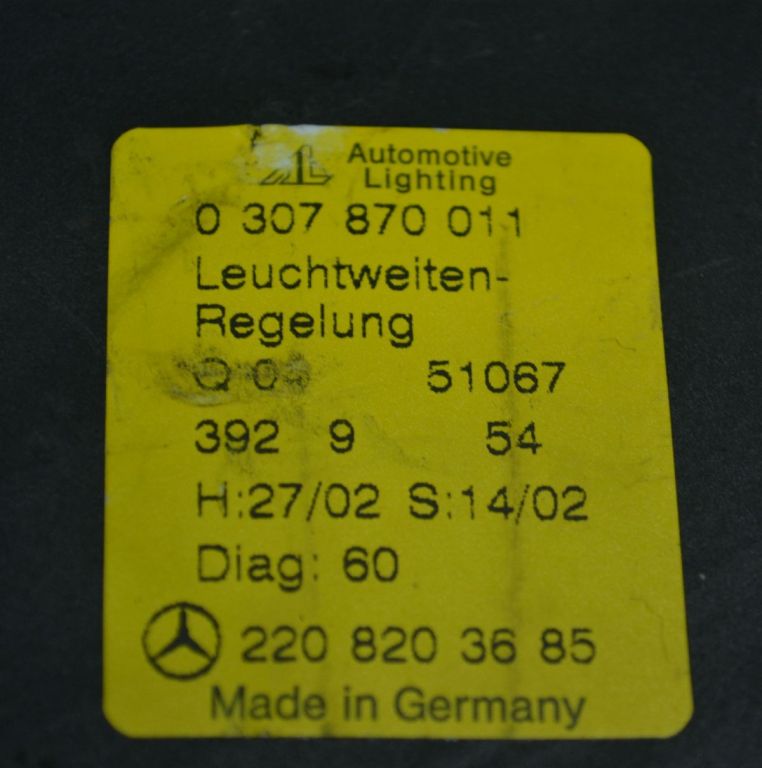 AL Automotive
Lighting
0 307 870 011
Leuchtweiten-
Regelung
Q 51067
392 9 54
H:27/02 S:14/02
Diag: 60
220 820 36 85
Made in Germany